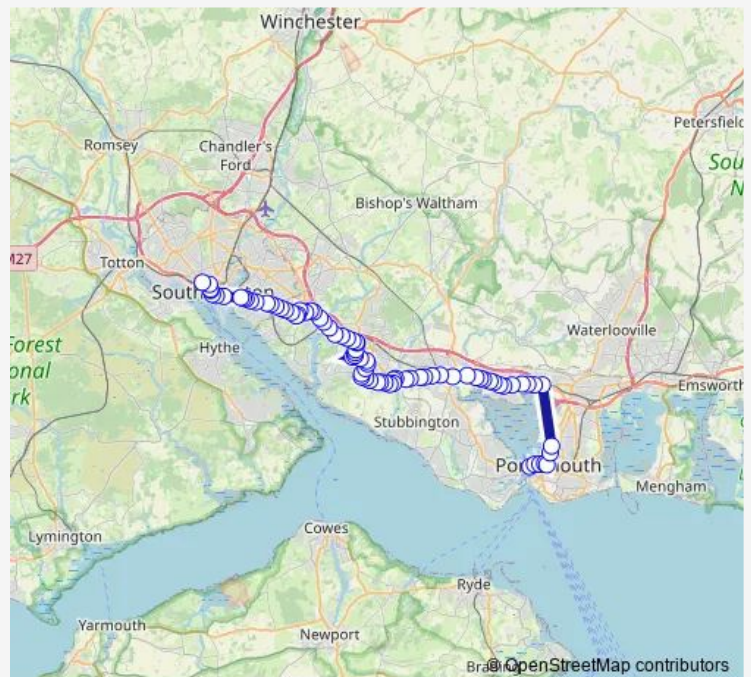 Winchester
Petersfield
Romsey
Chandler's
Ford
Sou
N
Bishop's Waltham
M27
Totton
Waterlooville
Hythe
Forest
onal
rk
Emsworth
Stubbington
Mengham
Lymington
Cowes
Ryde
Yarmouth
Newport
© OpenStreetMap contributors